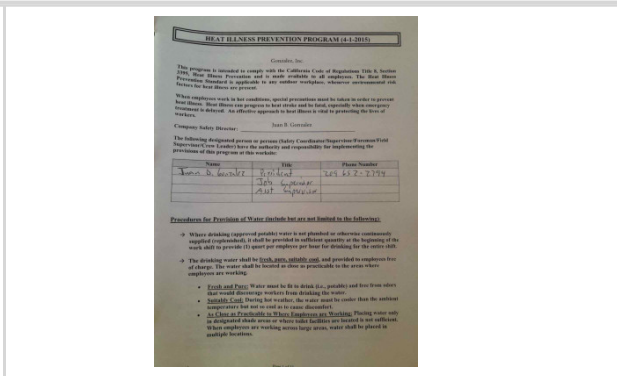 HEAT ILLNESS PREVENTION PROGRAM (4-1-2015)
Gonzales, Inc
This program is intended to comply with the California Code of Regulations Title 8, Section
3395, Heat Illness Prevention and is made available to all employees. The Heat Illness
Prevention Standard is applicable to any outdoor workplace, whenever environmental risk
factors for heat illness are present.
When employees work in hot conditions, special precautions must be taken in order to prevent
heat illness. Heat illness can progress to heat stroke and be fatal, especially when emergency
treatment is delayed. An effective approach to heat illness is vital to protecting the lives of
workers.
Company Safety Director: Juan B Gonzales
The following designated person or persons (Safety Coordinator/Supervisor/Foreman/Field
Supervisor/Crew Leader) have the authority and responsibility for implementing the
provisions of this program at this worksite:
Name Title Phone Number
Juan D. Gonzales President 209 602-2794
Job Supervisor
Ast Supervisor
Procedures for Provision of Water (include but are not limited to the following):
→ Where drinking (approved potable) water is not plumbed or otherwise continuously
supplied (replenished), it shall be provided in sufficient quantity at the beginning of the
work shift to provide (1) quart per employee per hour for drinking for the entire shift.
→ The drinking water shall be fresh, pure, suitable cool, and provided to employees free
of charge. The water shall be located as close as practicable to the areas where
employees are working.
• Fresh and Pure: Water must be fit to drink (i.e., potable) and free from odors
that would discourage workers from drinking the water.
• Suitable Cool: During hot weather, the water must be cooler than the ambient
temperature but not so cool as to cause discomfort.
• As Close as Practicable to Where Employees are Working: Placing water only
in designated shade areas or where toilet facilities are located is not sufficient.
When employees are working across large areas, water shall be placed in
multiple locations.